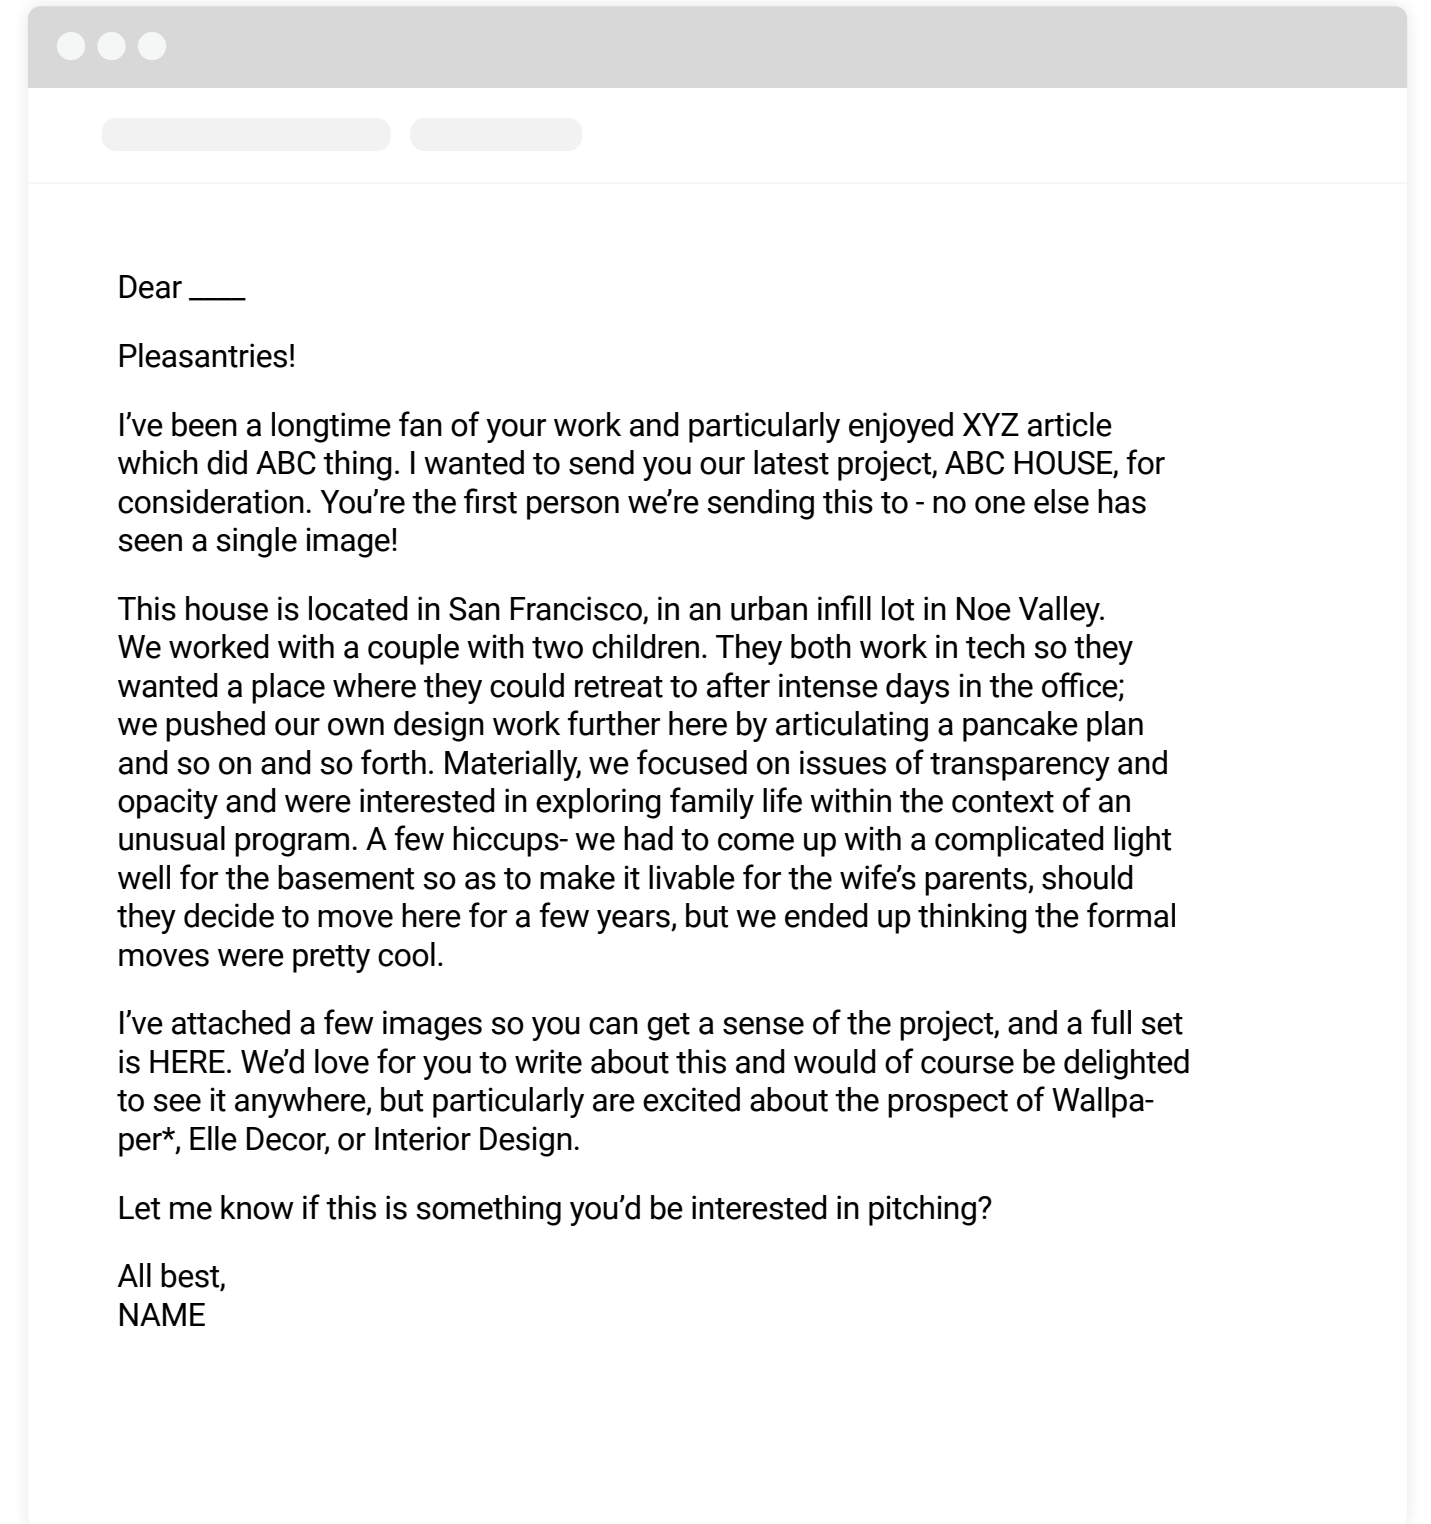 Dear ____
Pleasantries!
I’ve been a longtime fan of your work and particularly enjoyed XYZ article
which did ABC thing. I wanted to send you our latest project, ABC HOUSE, for
consideration. You’re the first person we’re sending this to - no one else has
seen a single image!
This house is located in San Francisco, in an urban infill lot in Noe Valley.
We worked with a couple with two children. They both work in tech so they
wanted a place where they could retreat to after intense days in the office;
we pushed our own design work further here by articulating a pancake plan
and so on and so forth. Materially, we focused on issues of transparency and
opacity and were interested in exploring family life within the context of an
unusual program. A few hiccups- we had to come up with a complicated light
well for the basement so as to make it livable for the wife’s parents, should
they decide to move here for a few years, but we ended up thinking the formal
moves were pretty cool.
I’ve attached a few images so you can get a sense of the project, and a full set
is HERE. We’d love for you to write about this and would of course be delighted
to see it anywhere, but particularly are excited about the prospect of Wallpa-
per*, Elle Decor, or Interior Design.
Let me know if this is something you’d be interested in pitching?
All best,
NAME